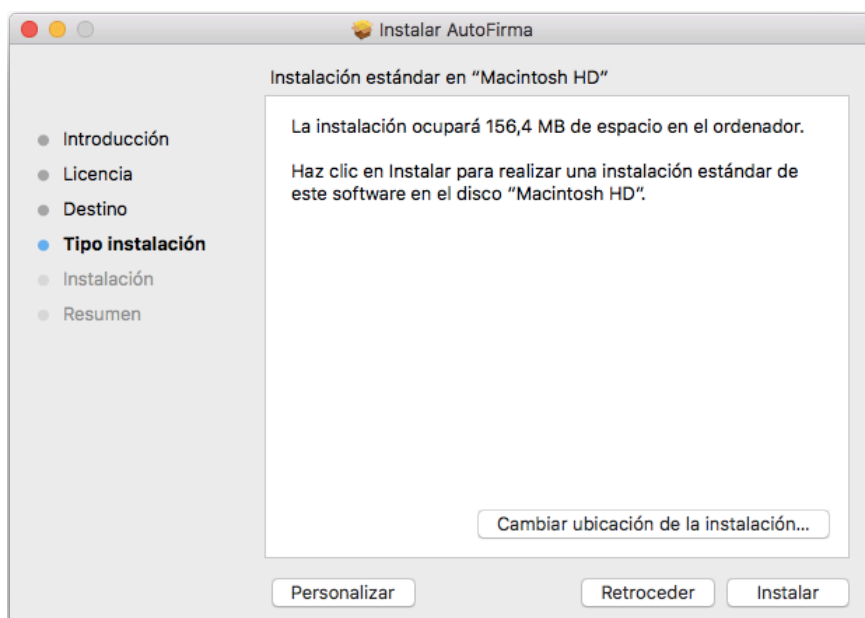 Instalar AutoFirma
Instalación estándar en “Macintosh HD”
Introducción
Licencia
Destino
Tipo instalación
Instalación
Resumen
La instalación ocupará 156,4 MB de espacio en el ordenador.
Haz clic en Instalar para realizar una instalación estándar de
este software en el disco “Macintosh HD”.
Cambiar ubicación de la instalación...
Personalizar
Retroceder
Instalar